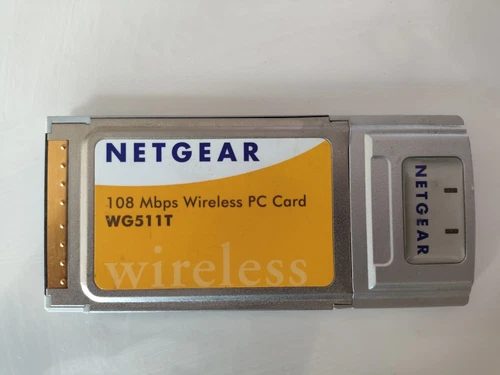 NETGEAR
108 Mbps Wireless PC Card
WG511T
wireless
NETGEAR